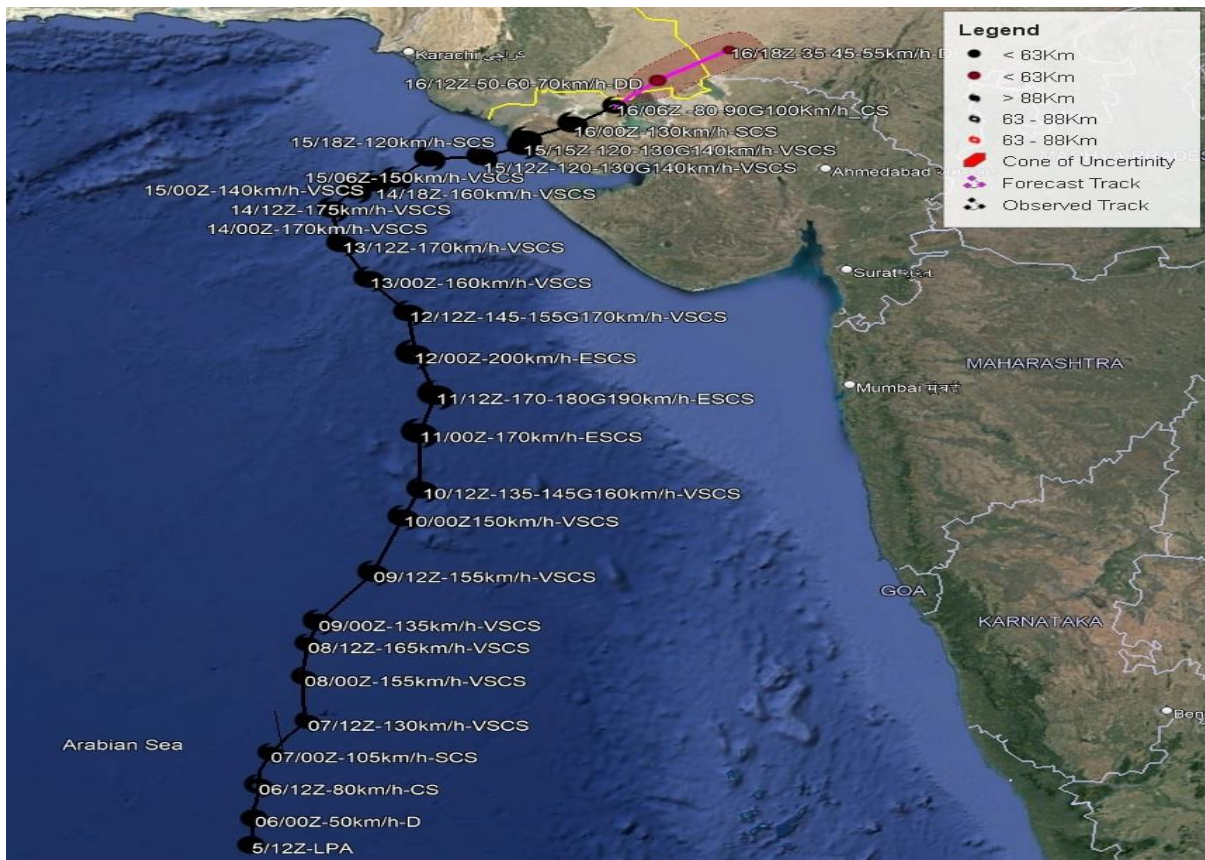 Karachi کراچی
16/18Z-35-45-55km/h-D
16/12Z-50-60-70km/h-DD
16/06Z -80-90G100Km/h_CS
16/00Z-130km/h-SCS
15/18Z-120km/h-SCS
15/15Z-120-130G140km/h-VSCS
15/12Z-120-130G140km/h-VSCS
15/06Z-150km/h-VSCS
15/00Z-140km/h-VSCS
14/18Z-160km/h-VSCS
14/12Z-175km/h-VSCS
14/00Z-170km/h-VSCS
13/12Z-170km/h-VSCS
13/00Z-160km/h-VSCS
12/12Z-145-155G170km/h-VSCS
12/00Z-200km/h-ESCS
11/12Z-170-180G190km/h-ESCS
11/00Z-170km/h-ESCS
10/12Z-135-145G160km/h-VSCS
10/00Z150km/h-VSCS
09/12Z-155km/h-VSCS
09/00Z-135km/h-VSCS
08/12Z-165km/h-VSCS
08/00Z-155km/h-VSCS
07/12Z-130km/h-VSCS
07/00Z-105km/h-SCS
06/12Z-80km/h-CS
06/00Z-50km/h-D
5/12Z-LPA
Arabian Sea
Ahmedabad
Surat सुरत
MAHARASHTRA
Mumbai मुंबई
GOA
KARNATAKA
Legend
< 63Km
< 63Km
> 88Km
63 - 88Km
63 - 88Km
Cone of Uncertinity
Forecast Track
Observed Track